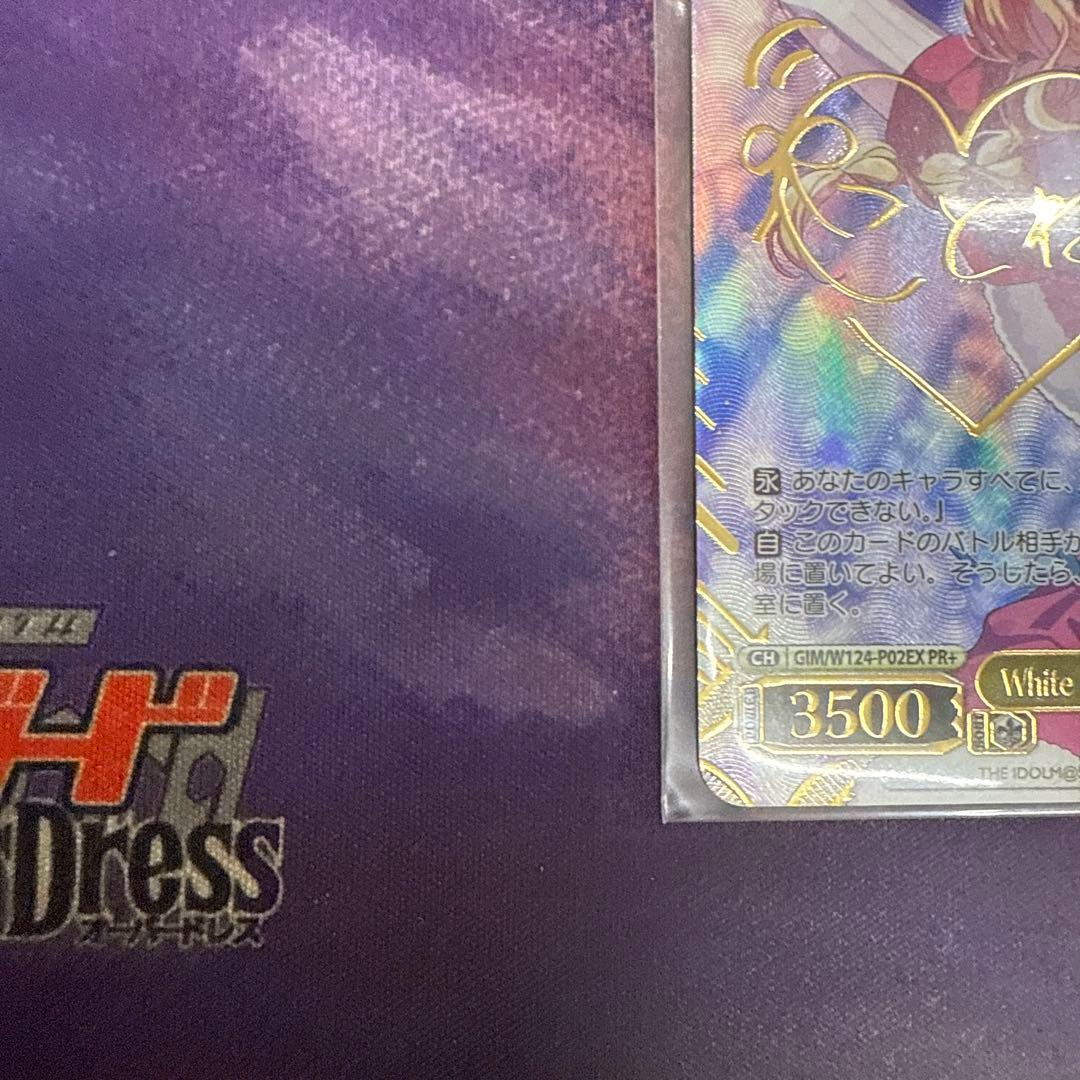 永 あなたのキャラすべてに、
タックできない。」
自 このカードのバトル相手が
場に置いてよい。そうしたら、
室に置く。
CH GIM/W124-P02EX PR+
3500
White
THE IDOLM@
ド
Dress
オーバードレス